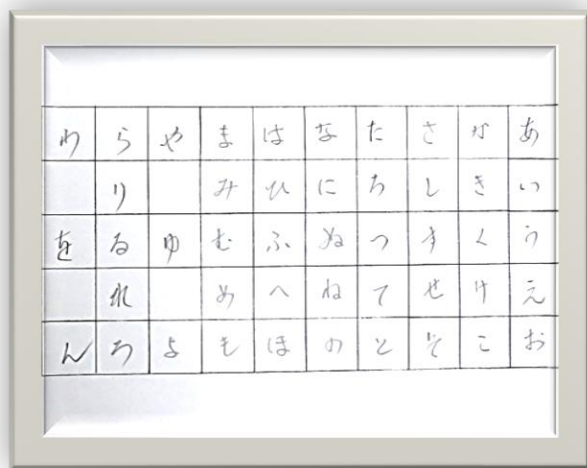 あいうえお
かきくけこ
さしすせそ
たちつてと
なにぬねの
はひふへほ
まみむめも
やゆよ
らりるれろ
わをん